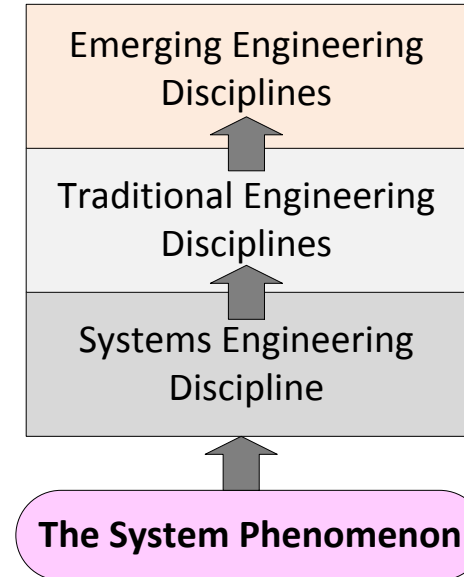 Emerging Engineering
Disciplines
Traditional Engineering
Disciplines
Systems Engineering
Discipline
The System Phenomenon